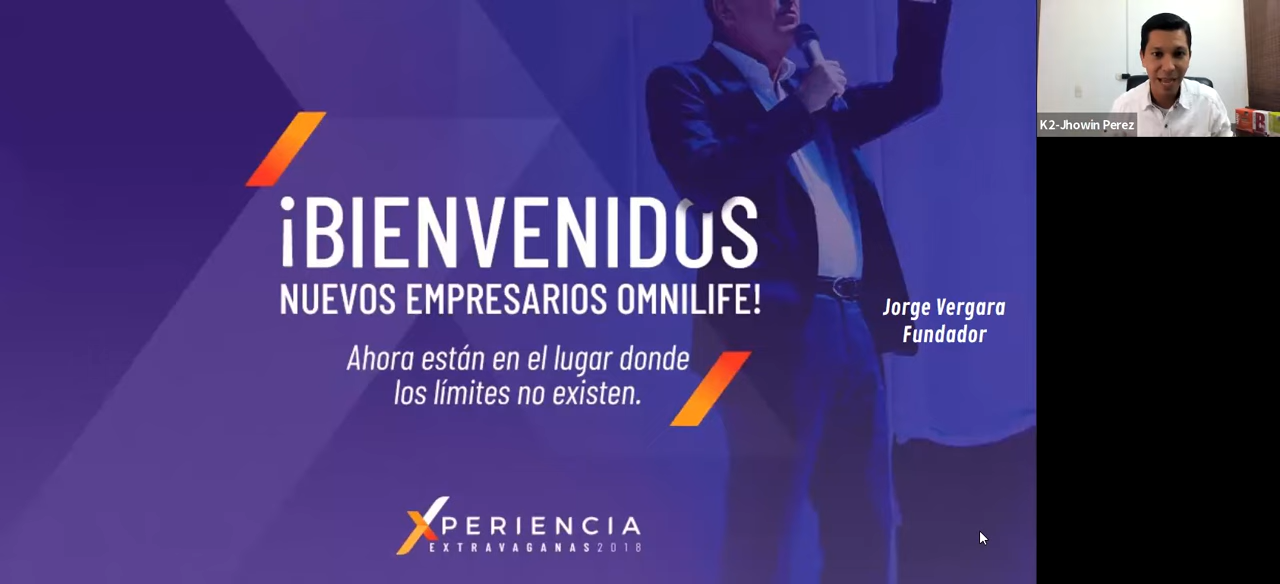 ¡BIENVENIDOS
NUEVOS EMPRESARIOS OMNILIFE!
Ahora están en el lugar donde
los límites no existen.
Jorge Vergara
Fundador
XPERIENCIA
EXTRAVAGANAS2018
K2-Jhowin Perez